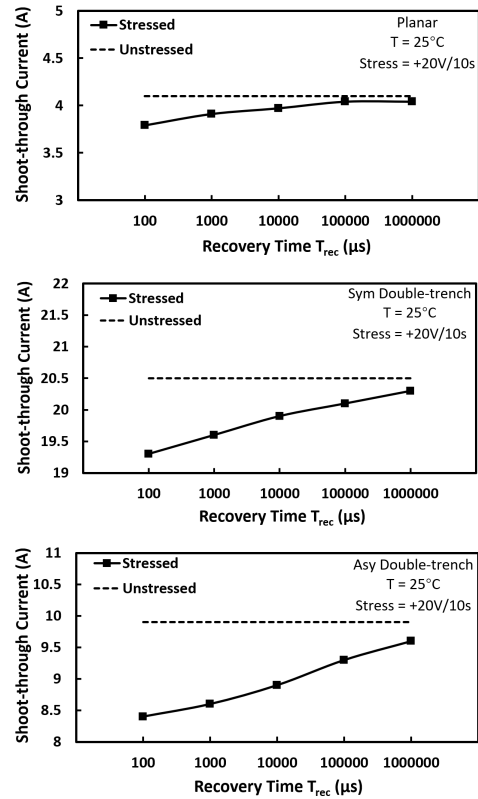 5
4.5
4
3.5
3
Shoot-through Current (A)
Stressed
Unstressed
Planar
T = 25°C
Stress = +20V/10s
100 1000 10000 100000 1000000
Recovery Time Trec (µs)
22
21.5
21
20.5
20
19.5
19
Shoot-through Current (A)
Stressed
Unstressed
Sym Double-trench
T = 25°C
Stress = +20V/10s
100 1000 10000 100000 1000000
Recovery Time Trec (µs)
11
10.5
10
9.5
9
8.5
8
Shoot-through Current (A)
Stressed
Unstressed
Asy Double-trench
T = 25°C
Stress = +20V/10s
100 1000 10000 100000 1000000
Recovery Time Trec (µs)